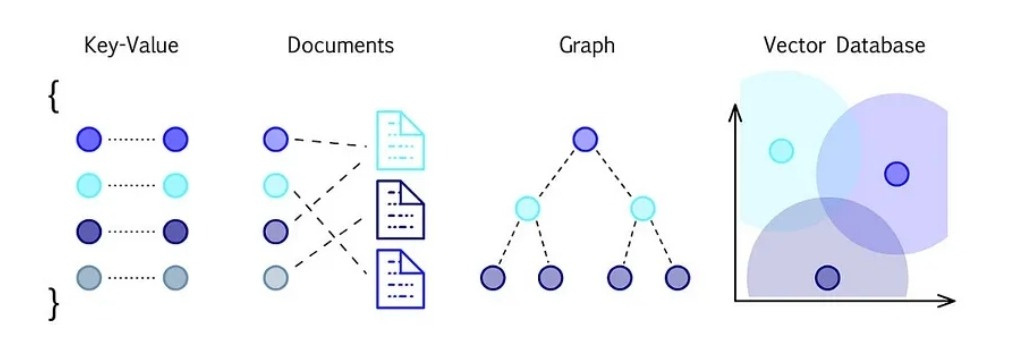 Key-Value
Documents
Graph
Vector Database
{
}